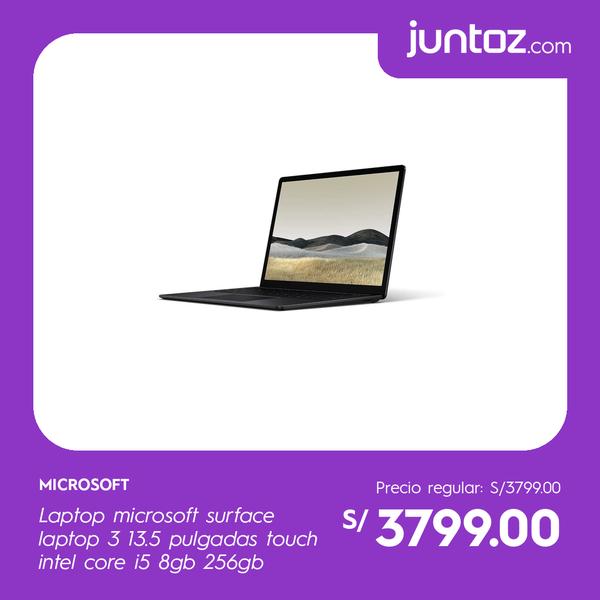 juntoz.com
MICROSOFT
Laptop microsoft surface
laptop 3 13.5 pulgadas touch
intel core i5 8gb 256gb
Precio regular: S/3799.00
S/ 3799.00